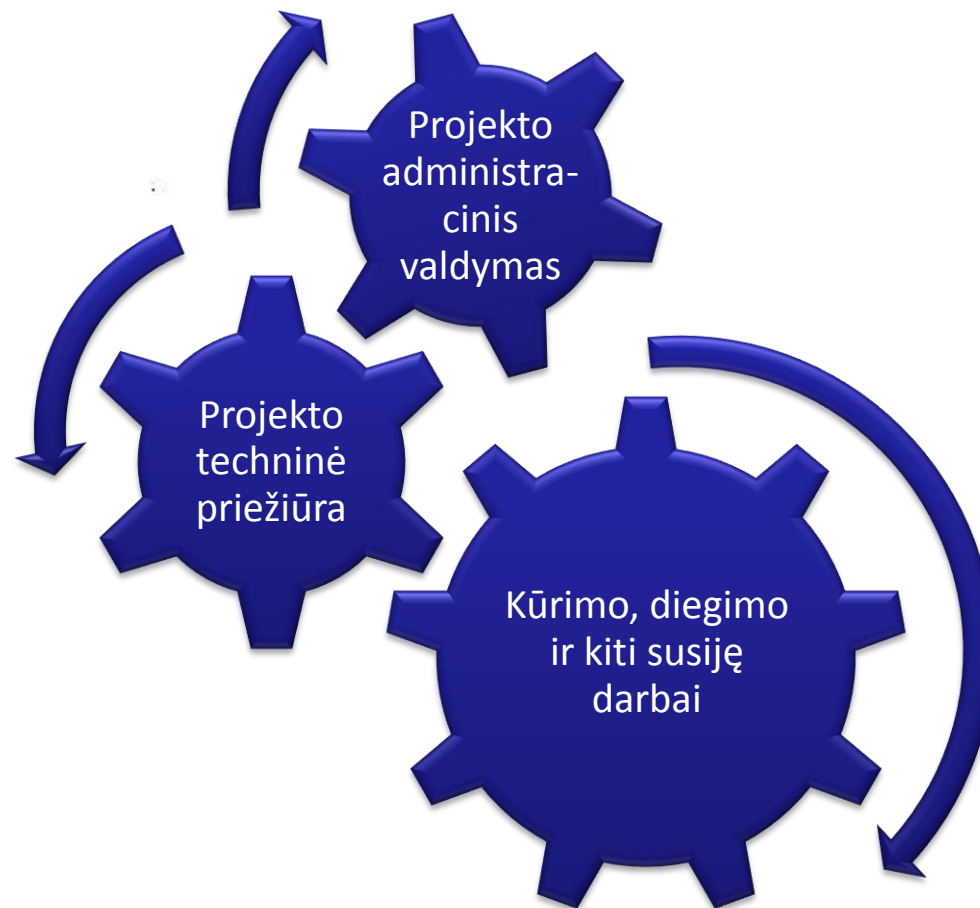 Projekto
administra-
cinis
valdymas
Projekto
techninė
priežiūra
Kūrimo, diegimo
ir kiti susiję
darbai